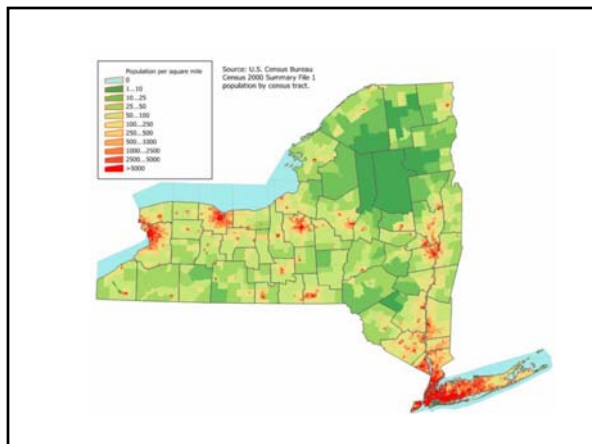 Population per square mile
0
1...10
10...25
25...50
50...100
100...250
250...500
500...1000
1000...2500
2500...5000
>5000
Source: U.S. Census Bureau
Census 2000 Summary File 1
population by census tract.